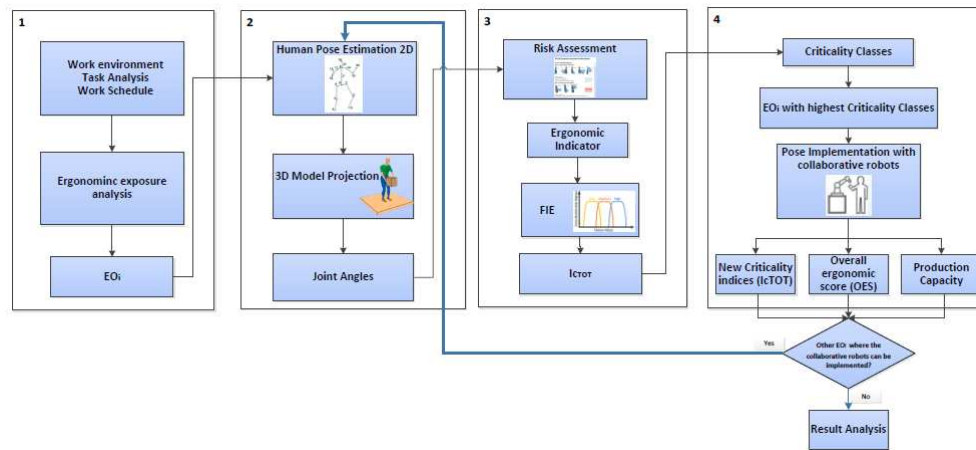 1
Work environment
Task Analysis
Work Schedule
Ergonominc exposure
analysis
EOi
2
Human Pose Estimation 2D
3D Model Projection
Joint Angles
3
Risk Assessment
Ergonomic
Indicator
FIE
ICTOT
4
Criticality Classes
EOi with highest Criticality Classes
Pose Implementation with
collaborative robots
New Criticality
indices (IcTOT)
Overall
ergonomic
score (OES)
Production
Capacity
Other EOi where the
collaborative robots can be
implemented?
Yes
No
Result Analysis